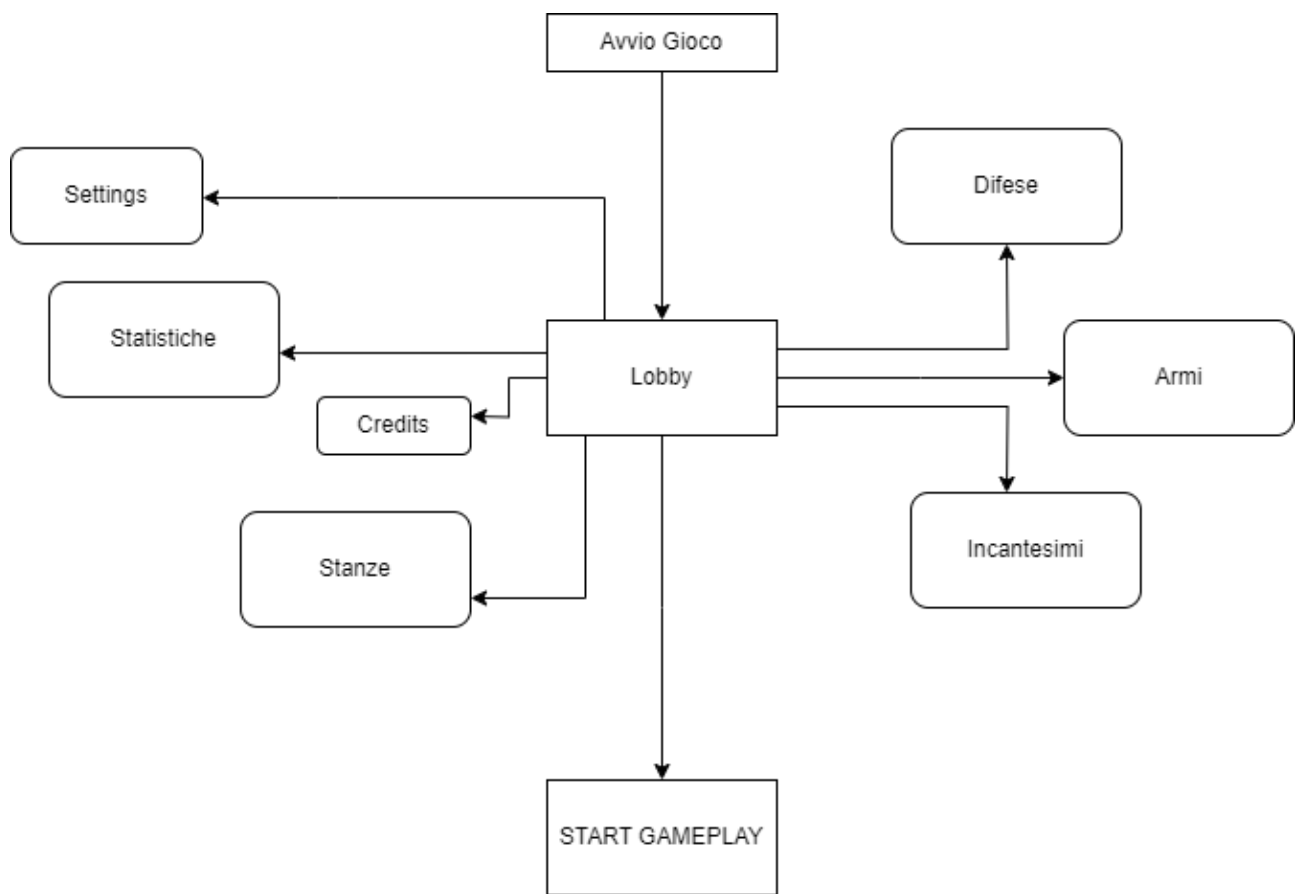 Avvio Gioco
Settings
Difese
Statistiche
Lobby
Armi
Credits
Stanze
Incantesimi
START GAMEPLAY